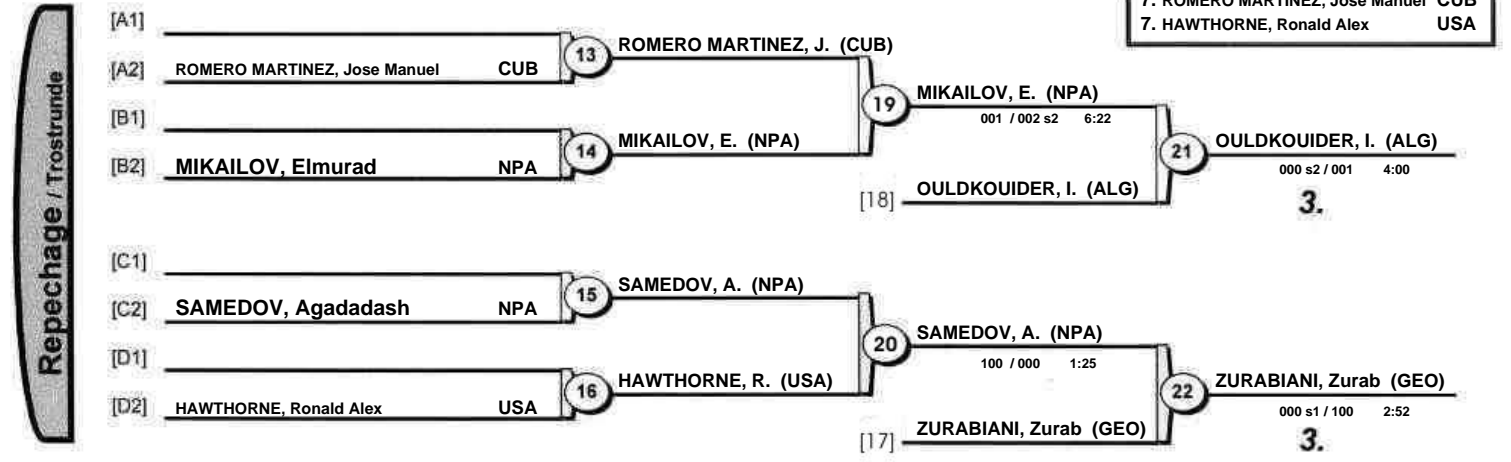 7. ROMERO MARTINEZ, Jose Manuel CUB
7. HAWTHORNE, Ronald Alex USA
Repechage / Trostrunde
[A1]
[A2] ROMERO MARTINEZ, Jose Manuel CUB
13 ROMERO MARTINEZ, J. (CUB)
[B1]
[B2] MIKAILOV, Elmurad NPA
14 MIKAILOV, E. (NPA)
19 MIKAILOV, E. (NPA)
001 / 002 s2 6:22
[18] OULDKOUIDER, I. (ALG)
21 OULDKOUIDER, I. (ALG)
000 s2 / 001 4:00
3.
[C1]
[C2] SAMEDOV, Agadadash NPA
15 SAMEDOV, A. (NPA)
[D1]
[D2] HAWTHORNE, Ronald Alex USA
16 HAWTHORNE, R. (USA)
20 SAMEDOV, A. (NPA)
100 / 000 1:25
[17] ZURABIANI, Zurab (GEO)
22 ZURABIANI, Zurab (GEO)
000 s1 / 100 2:52
3.